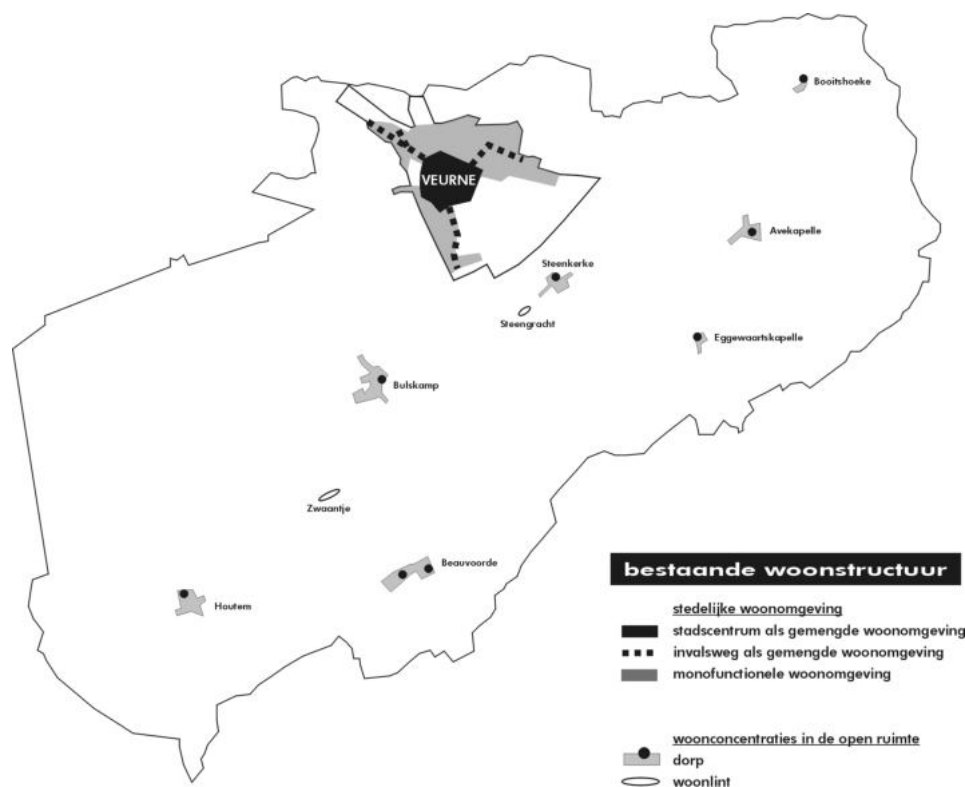 Booitshoeke
VEURNE
Avekapelle
Steenkerke
Steengracht
Eggewaartskapelle
Bulskamp
Zwaantje
Beauvoorde
Houtem
bestaande woonstructuur
stedelijke woonomgeving
stadscentrum als gemengde woonomgeving
invalsweg als gemengde woonomgeving
monofunctionele woonomgeving
woonconcentraties in de open ruimte
dorp
woonlint